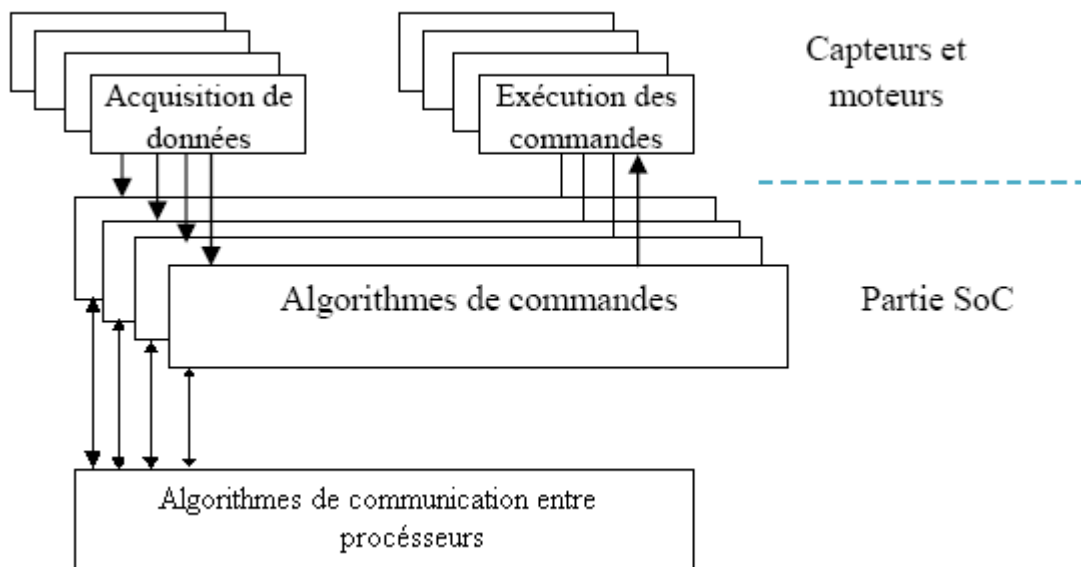 Acquisition de
données
Exécution des
commandes
Capteurs et
moteurs
Algorithmes de commandes
Partie SoC
Algorithmes de communication entre
procésseurs